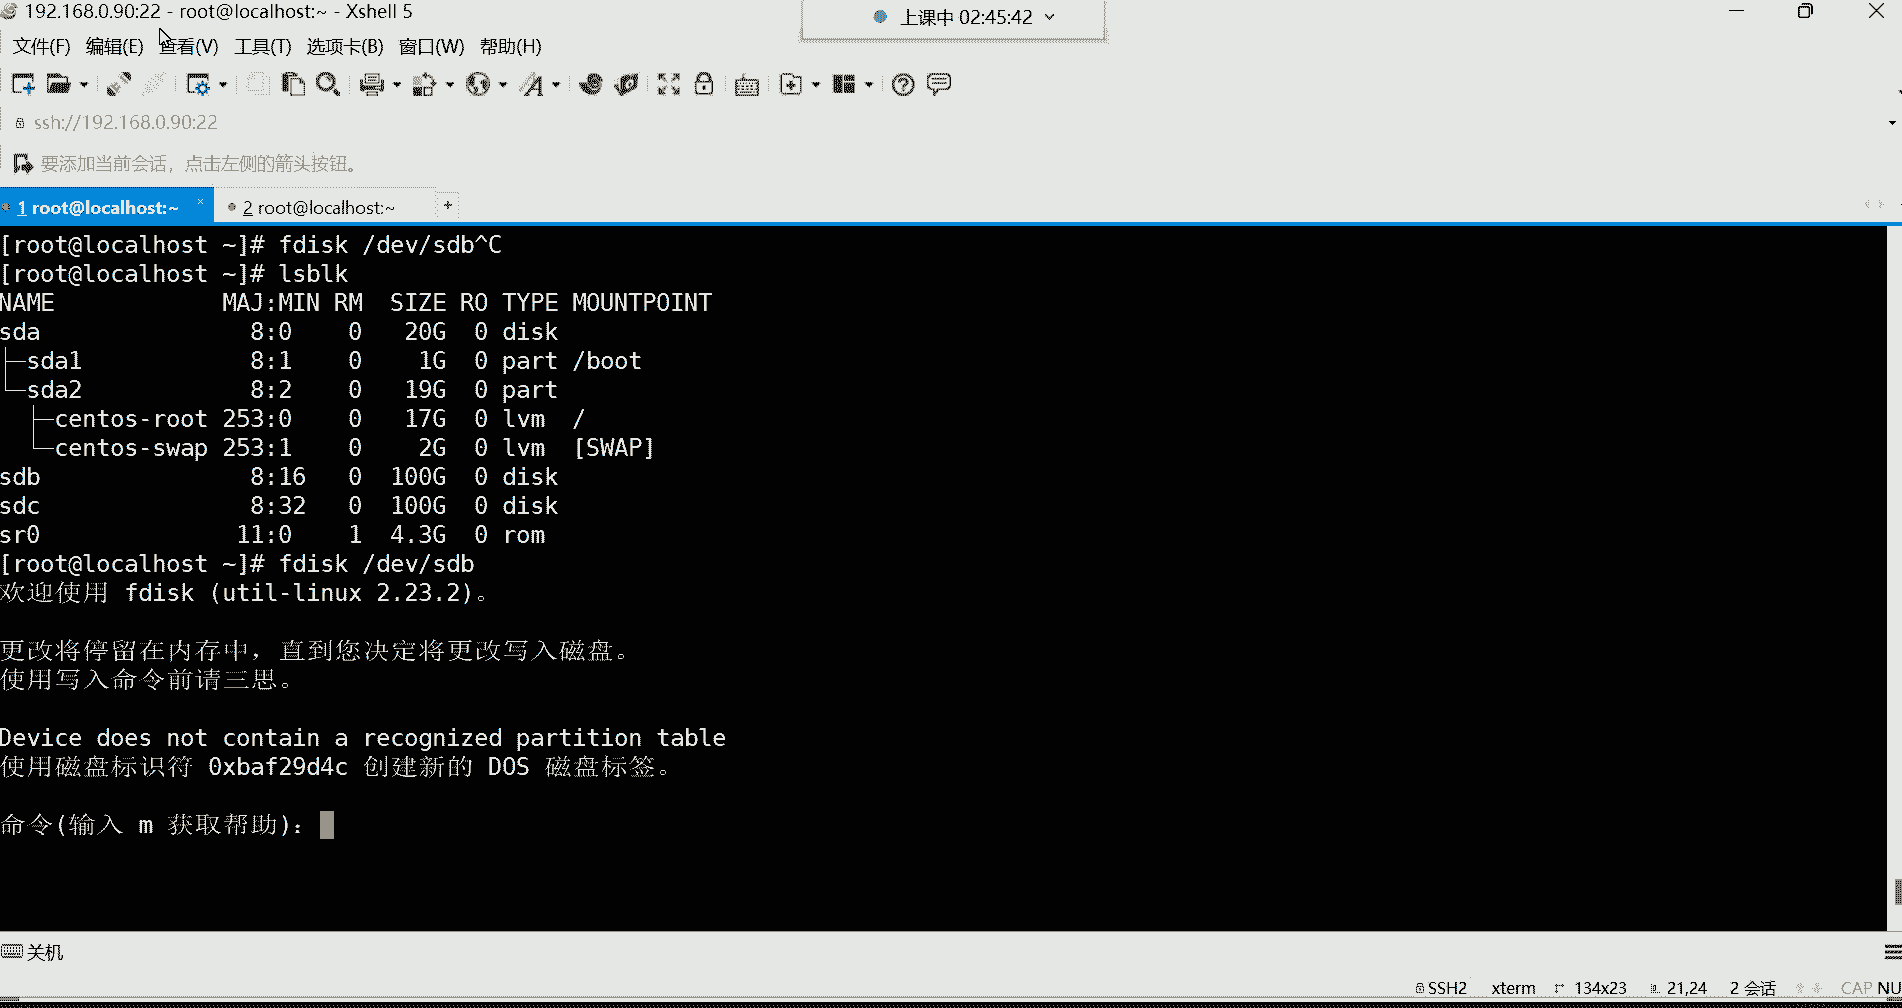 192.168.0.90:22 - root@localhost:~ - Xshell 5
上课中 02:45:42
文件(F) 编辑(E) 查看(V) 工具(T) 选项卡(B) 窗口(W) 帮助(H)
ssh://192.168.0.90:22
要添加当前会话，点击左侧的箭头按钮。
1 root@localhost:~ × 2 root@localhost:~ +
[root@localhost ~]# fdisk /dev/sdb^C
[root@localhost ~]# lsblk
NAME MAJ:MIN RM SIZE RO TYPE MOUNTPOINT
sda 8:0 0 20G 0 disk
├─sda1 8:1 0 1G 0 part /boot
└─sda2 8:2 0 19G 0 part
├─centos-root 253:0 0 17G 0 lvm /
└─centos-swap 253:1 0 2G 0 lvm [SWAP]
sdb 8:16 0 100G 0 disk
sdc 8:32 0 100G 0 disk
sr0 11:0 1 4.3G 0 rom
[root@localhost ~]# fdisk /dev/sdb
欢迎使用 fdisk (util-linux 2.23.2)。
更改将停留在内存中，直到您决定将更改写入磁盘。
使用写入命令前请三思。
Device does not contain a recognized partition table
使用磁盘标识符 0xbaf29d4c 创建新的 DOS 磁盘标签。
命令(输入 m 获取帮助)：
关机
SSH2 xterm 134x23 21,24 2 会话 CAP NU